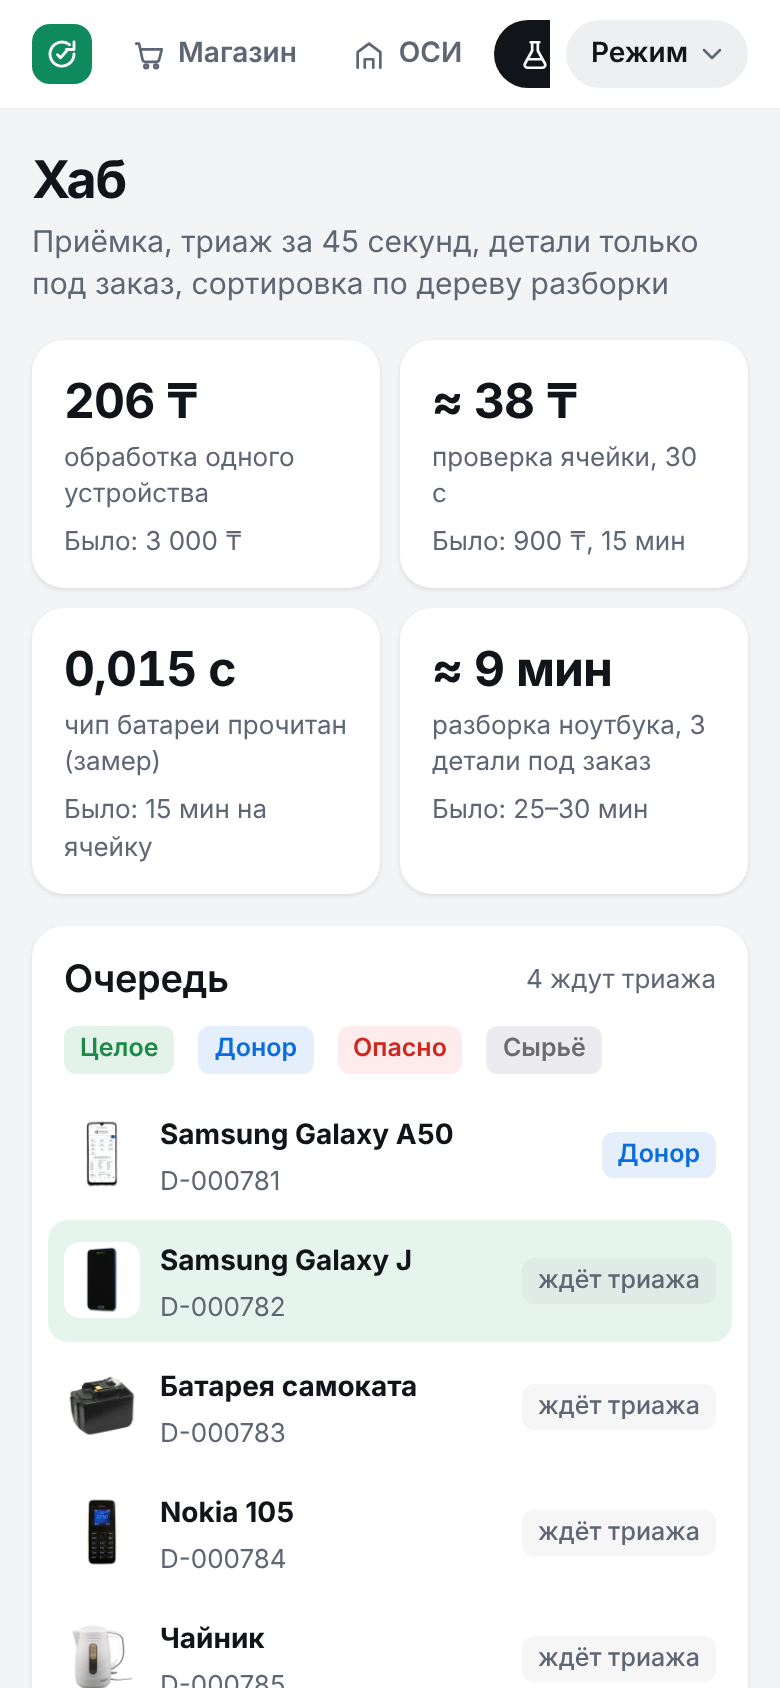 Магазин
ОСИ
Режим
Хаб
Приёмка, триаж за 45 секунд, детали только
под заказ, сортировка по дереву разборки
206 ₸
обработка одного
устройства
Было: 3 000 ₸
≈ 38 ₸
проверка ячейки, 30
с
Было: 900 ₸, 15 мин
0,015 с
чип батареи прочитан
(замер)
Было: 15 мин на
ячейку
≈ 9 мин
разборка ноутбука, 3
детали под заказ
Было: 25–30 мин
Очередь
4 ждут триажа
Целое
Донор
Опасно
Сырьё
Samsung Galaxy A50
D-000781
Донор
Samsung Galaxy J
D-000782
ждёт триажа
Батарея самоката
D-000783
ждёт триажа
Nokia 105
D-000784
ждёт триажа
Чайник
D-000785
ждёт триажа